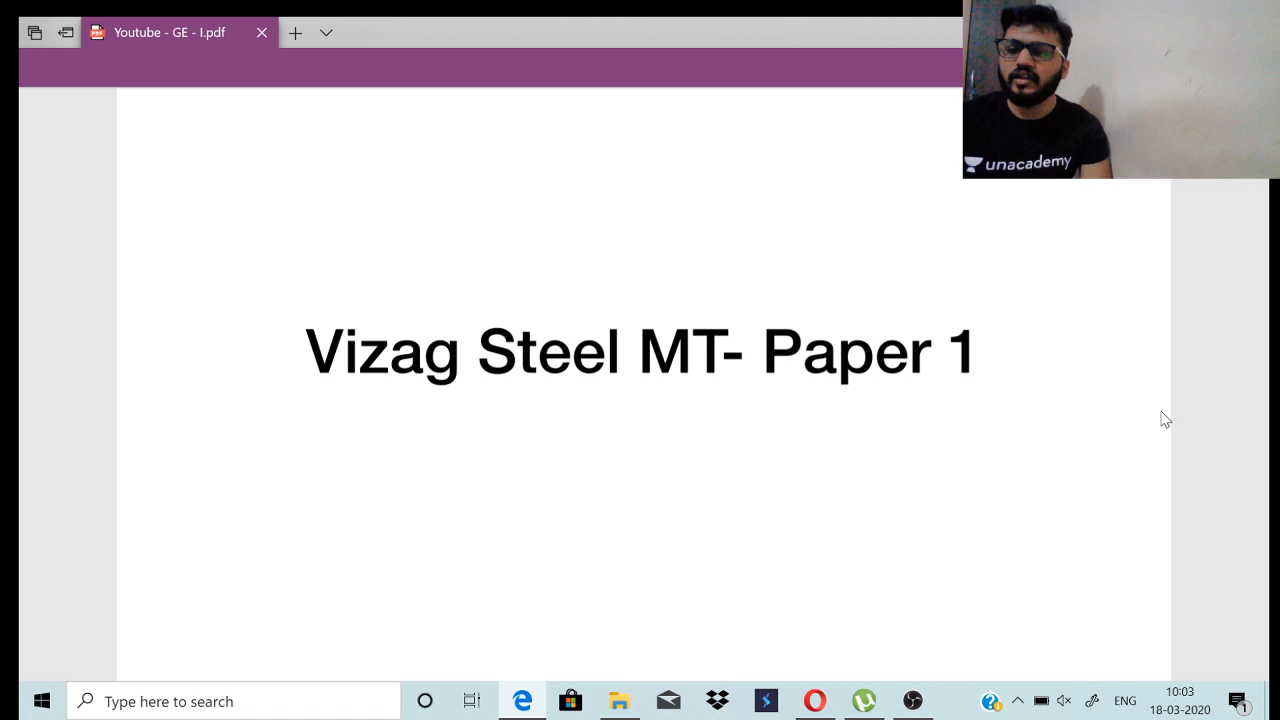 Youtube - GE - I.pdf
unacademy
Vizag Steel MT- Paper 1
Type here to search
ENG
10:03
18-03-2020
1